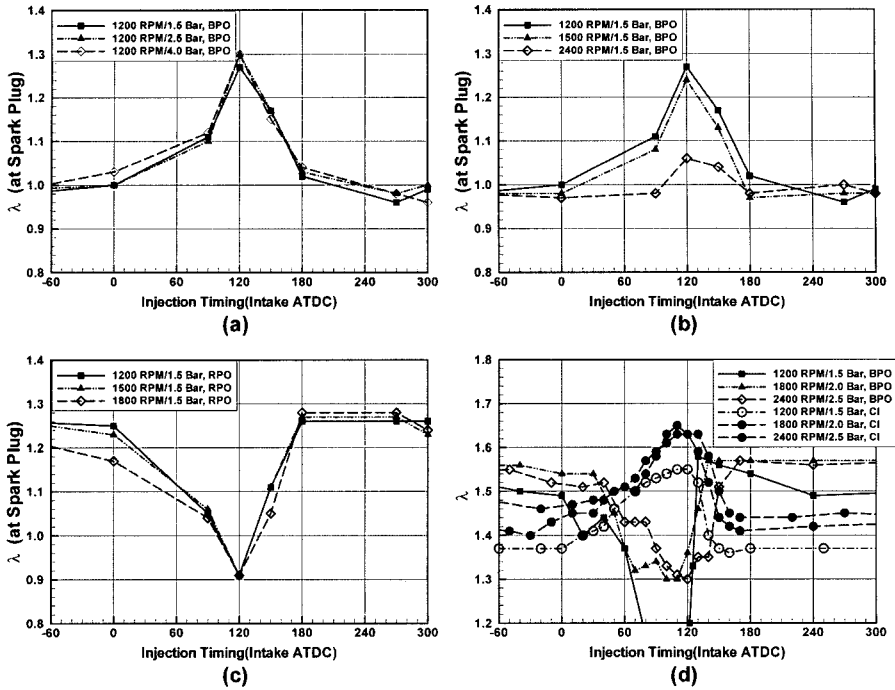 1.4
1.3
1.2
1.1
1.0
0.9
0.8
λ (at Spark Plug)
1200 RPM/1.5 Bar, BPO
1200 RPM/2.5 Bar, BPO
1200 RPM/4.0 Bar, BPO
-60 0 60 120 180 240 300
Injection Timing(Intake ATDC)
(a)
1.4
1.3
1.2
1.1
1.0
0.9
0.8
λ (at Spark Plug)
1200 RPM/1.5 Bar, BPO
1500 RPM/1.5 Bar, BPO
2400 RPM/1.5 Bar, BPO
-60 0 60 120 180 240 300
Injection Timing(Intake ATDC)
(b)
1.4
1.3
1.2
1.1
1.0
0.9
0.8
λ (at Spark Plug)
1200 RPM/1.5 Bar, RPO
1500 RPM/1.5 Bar, RPO
1800 RPM/1.5 Bar, RPO
-60 0 60 120 180 240 300
Injection Timing(Intake ATDC)
(c)
1.8
1.7
1.6
1.5
1.4
1.3
1.2
λ
1200 RPM/1.5 Bar, BPO
1800 RPM/2.0 Bar, BPO
2400 RPM/2.5 Bar, BPO
1200 RPM/1.5 Bar, CI
1800 RPM/2.0 Bar, CI
2400 RPM/2.5 Bar, CI
-60 0 60 120 180 240 300
Injection Timing(Intake ATDC)
(d)